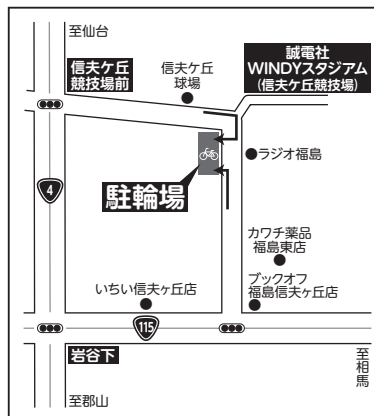 至仙台
信夫ケ丘
競技場前
信夫ケ丘
球場
誠電社
WINDYスタジアム
(信夫ケ丘競技場)
ラジオ福島
4
駐輪場
カワチ薬品
福島東店
ブックオフ
福島信夫ヶ丘店
いちい信夫ヶ丘店
115
岩谷下
至相馬
至郡山